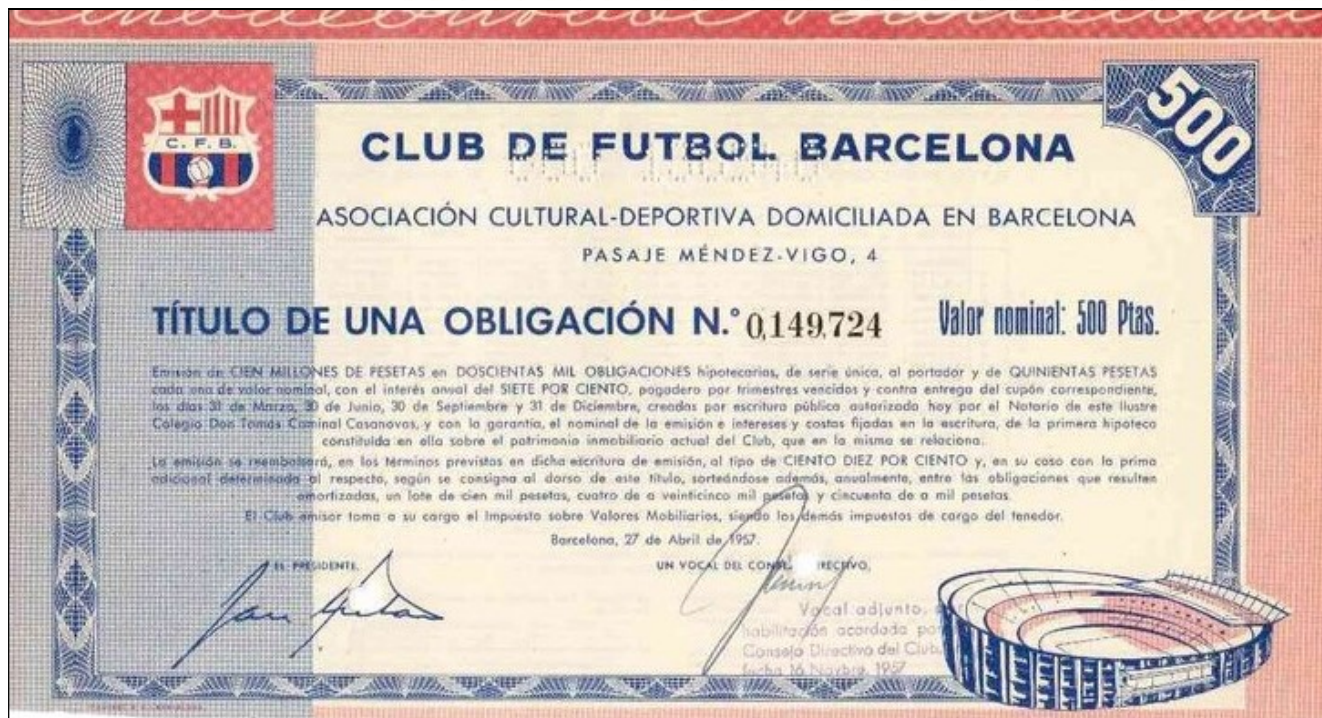 500
C. F. B.
CLUB DE FUTBOL BARCELONA
ASOCIACIÓN CULTURAL-DEPORTIVA DOMICILIADA EN BARCELONA
PASAJE MÉNDEZ-VIGO, 4
TÍTULO DE UNA OBLIGACIÓN N.º 0,149,724 Valor nominal: 500 Ptas.
Emisión de CIEN MILLONES DE PESETAS en DOSCIENTAS MIL OBLIGACIONES hipotecarias, de serie única, al portador y de QUINIENTAS PESETAS
cada una de valor nominal, con el interés anual del SIETE POR CIENTO, pagadero por trimestres vencidos y contra entrega del cupón correspondiente,
los días 31 de Marzo, 30 de Junio, 30 de Septiembre y 31 de Diciembre, creadas por escritura pública autorizada hoy por el Notario de este Ilustre
Colegio Don Tomás Caminal Casanovas, y con la garantía, el nominal de la emisión e intereses y costas fijadas en la escritura, de la primera hipoteca
constituída en ella sobre el patrimonio inmobiliario actual del Club, que en la misma se relaciona.
La emisión se reembolsará, en los términos previstos en dicha escritura de emisión, al tipo de CIENTO DIEZ POR CIENTO y, en su caso con la prima
adicional determinada al respecto, según se consigna al dorso de este título, sorteándose además, anualmente, entre las obligaciones que resulten
amortizadas, un lote de cien mil pesetas, cuatro de a veinticinco mil pesetas y cincuenta de a mil pesetas.
El Club emisor toma a su cargo el Impuesto sobre Valores Mobiliarios, siendo los demás impuestos de cargo del tenedor.
Barcelona, 27 de Abril de 1957.
EL PRESIDENTE, UN VOCAL DEL CONSE RECTIVO,
Vocal adjunto,
habilitación acordada por
Consejo Directivo del Club,
fecha 16 Novbre. 1957